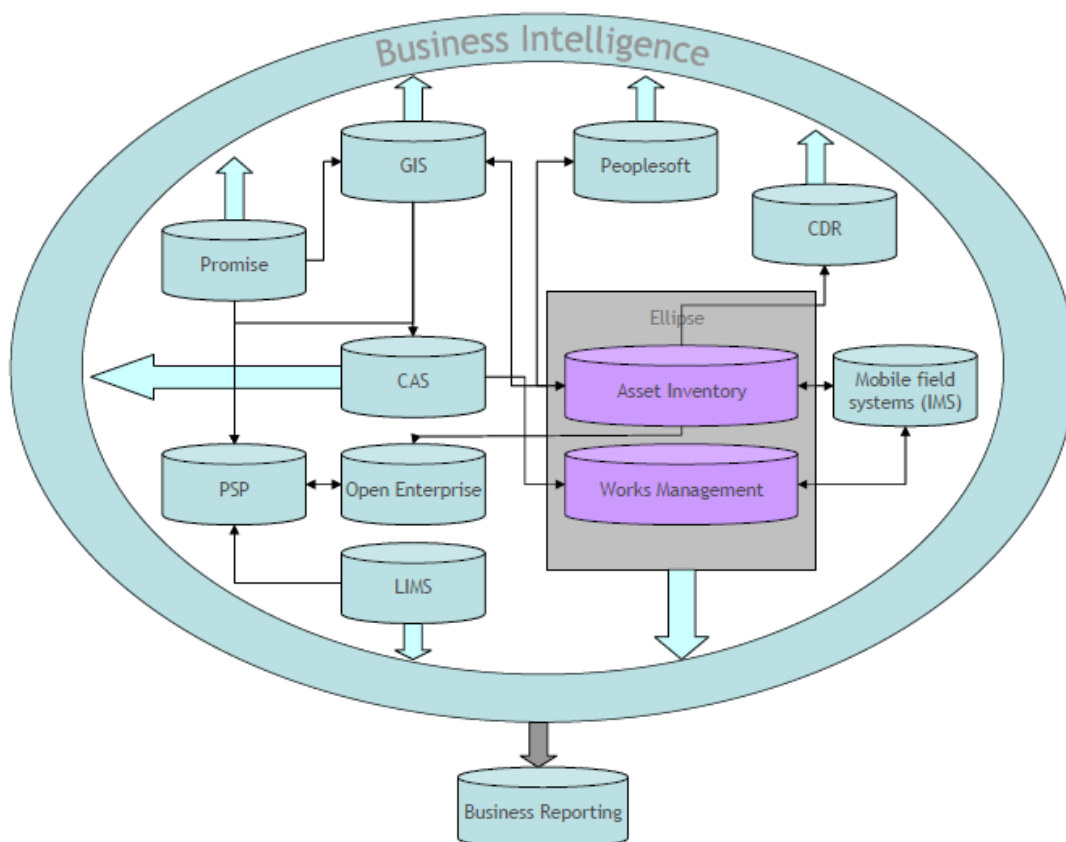 Business Intelligence
GIS
Peoplesoft
CDR
Promise
Ellipse
CAS
Asset Inventory
Mobile field
systems (IMS)
PSP
Open Enterprise
Works Management
LIMS
Business Reporting